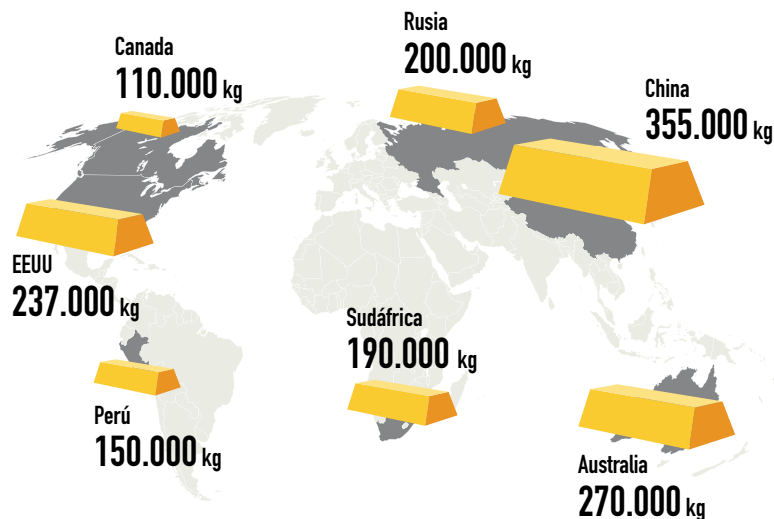 Canada
110.000 kg
Rusia
200.000 kg
China
355.000 kg
EEUU
237.000 kg
Sudáfrica
190.000 kg
Perú
150.000 kg
Australia
270.000 kg